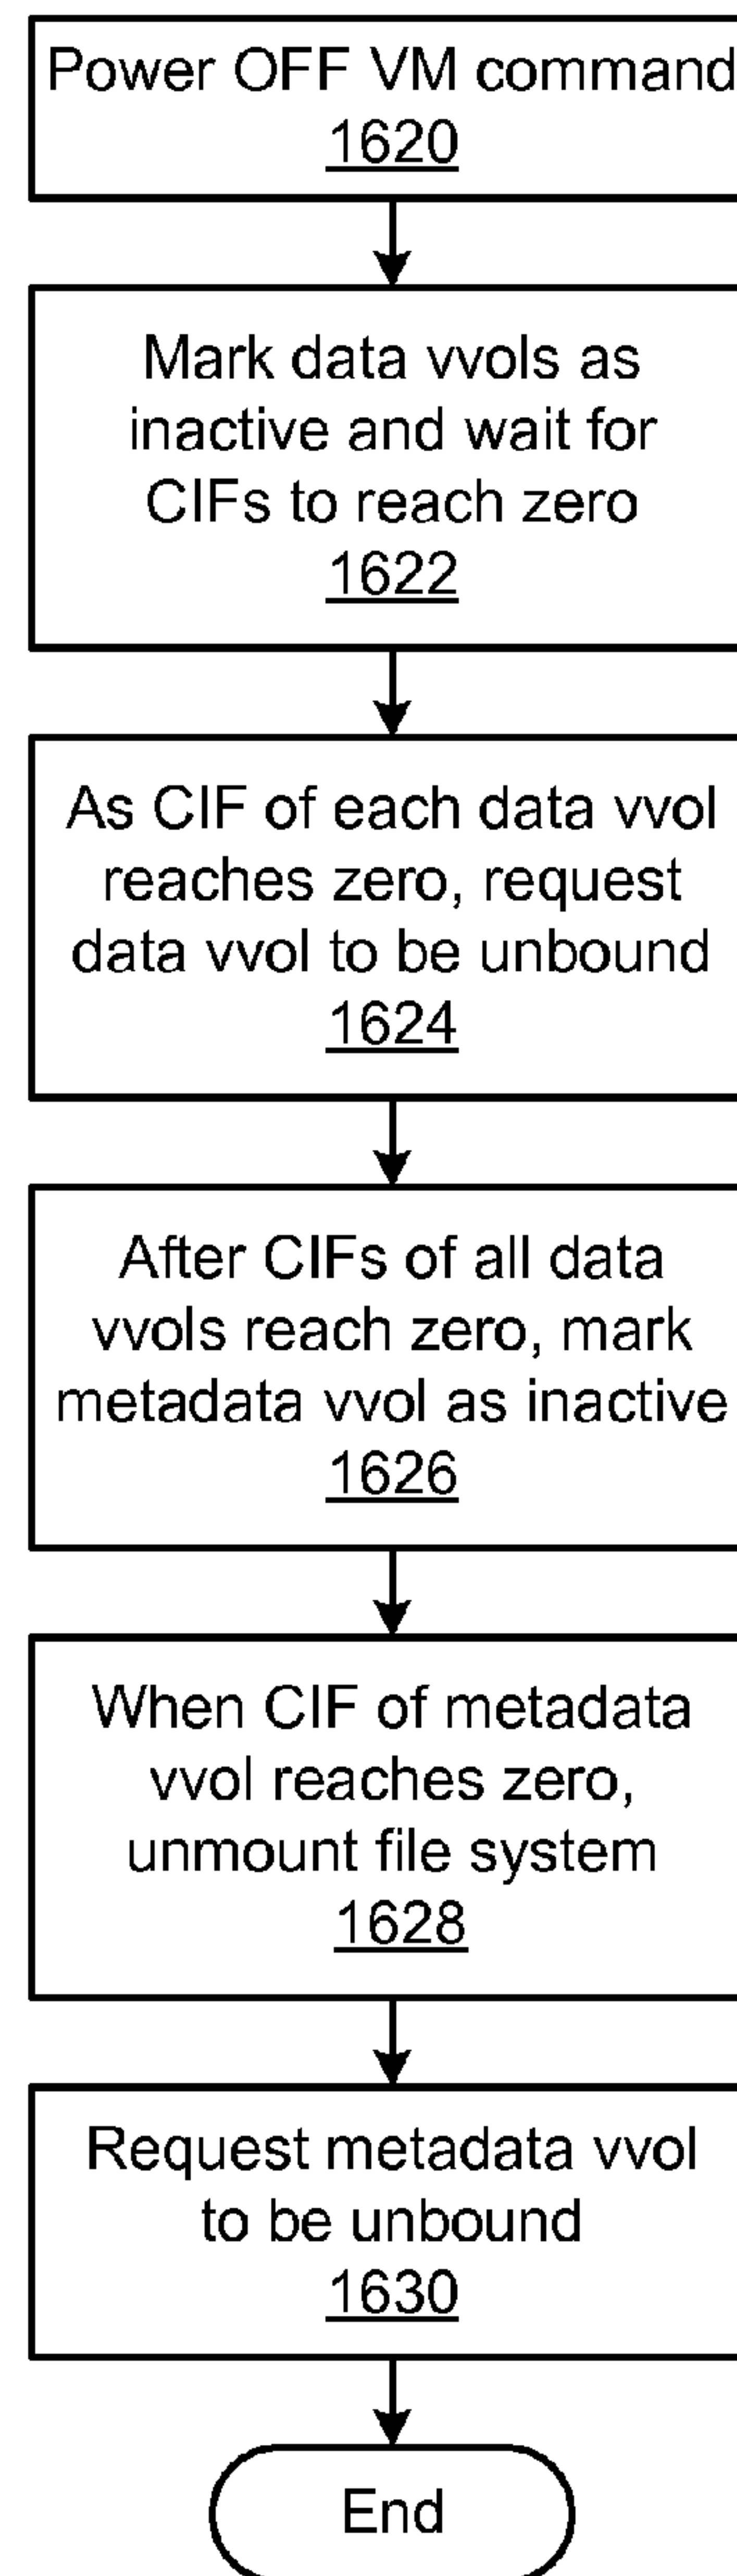 Power OFF VM command
1620
Mark data vvols as
inactive and wait for
CIFs to reach zero
1622
As CIF of each data vvol
reaches zero, request
data vvol to be unbound
1624
After CIFs of all data
vvols reach zero, mark
metadata vvol as inactive
1626
When CIF of metadata
vvol reaches zero,
unmount file system
1628
Request metadata vvol
to be unbound
1630
End